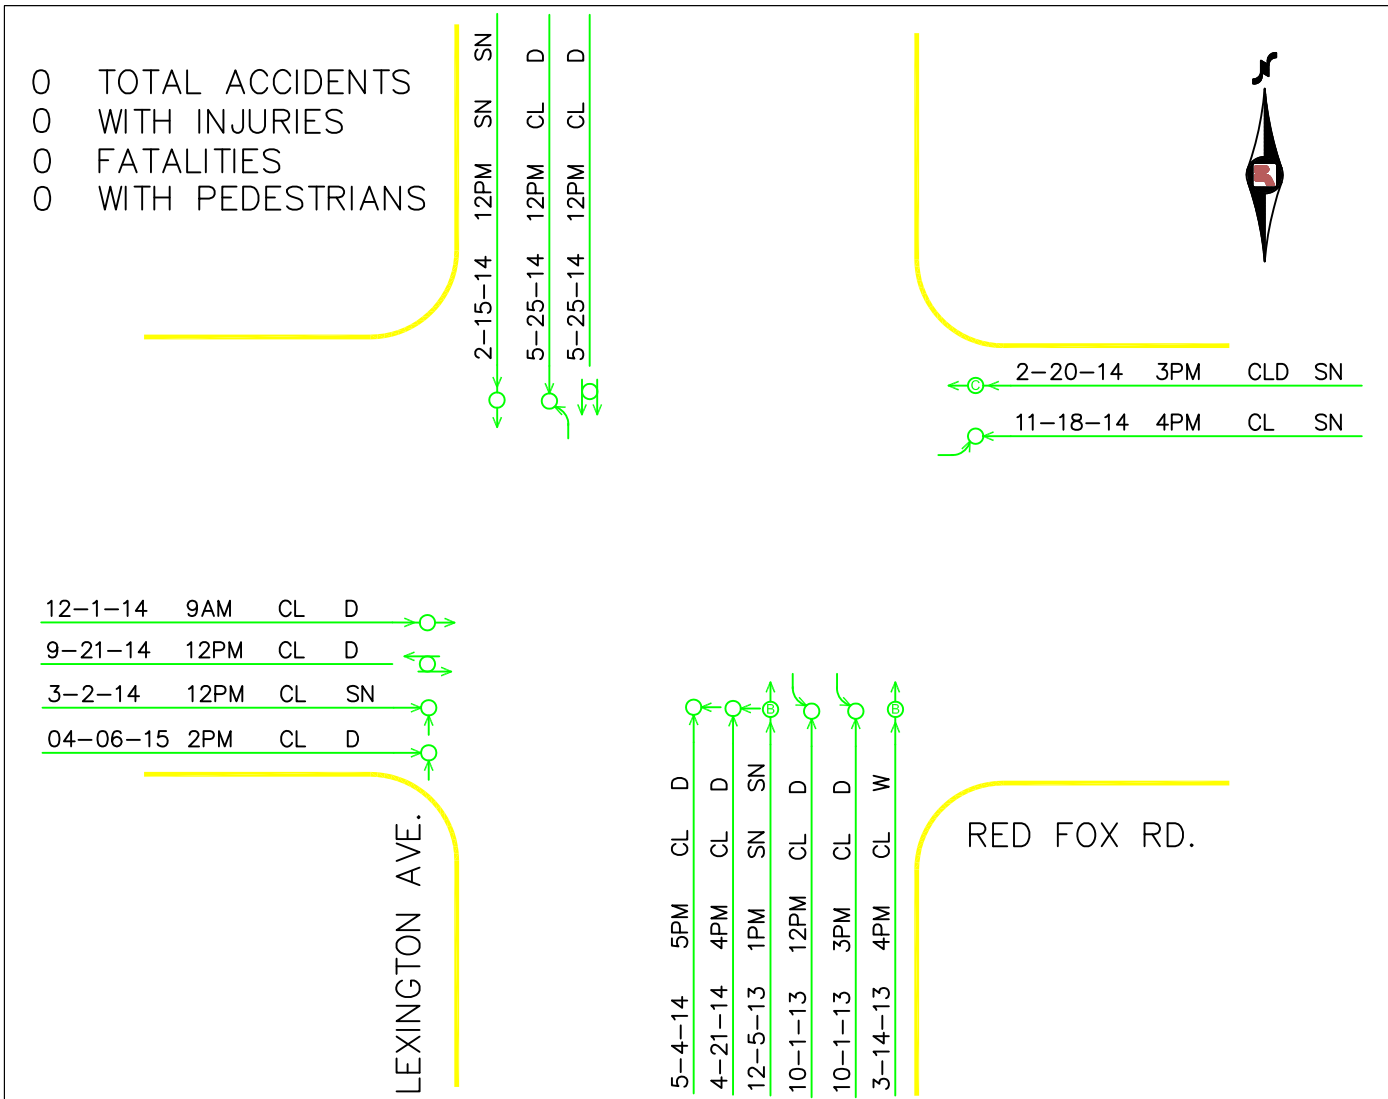 0 TOTAL ACCIDENTS
0 WITH INJURIES
0 FATALITIES
0 WITH PEDESTRIANS
2-15-14 12PM SN SN
5-25-14 12PM CL D
5-25-14 12PM CL D
N
2-20-14 3PM CLD SN
C
11-18-14 4PM CL SN
12-1-14 9AM CL D
9-21-14 12PM CL D
3-2-14 12PM CL SN
04-06-15 2PM CL D
LEXINGTON AVE.
5-4-14 5PM CL D
4-21-14 4PM CL D
12-5-13 1PM SN SN
B
10-1-13 12PM CL D
10-1-13 3PM CL D
3-14-13 4PM CL W
B
RED FOX RD.